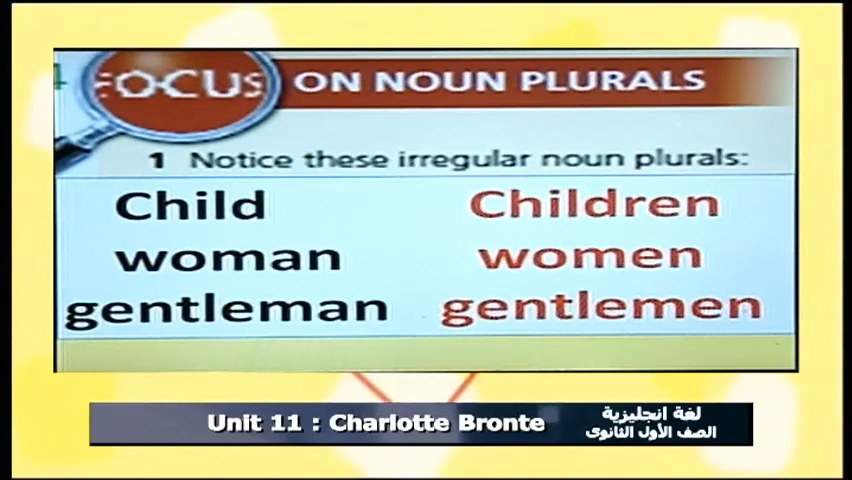 FOCUS ON NOUN PLURALS
1 Notice these irregular noun plurals:
Child Children
woman women
gentleman gentlemen
Unit 11 : Charlotte Bronte
لغة انجليزية
الصف الأول الثانوى